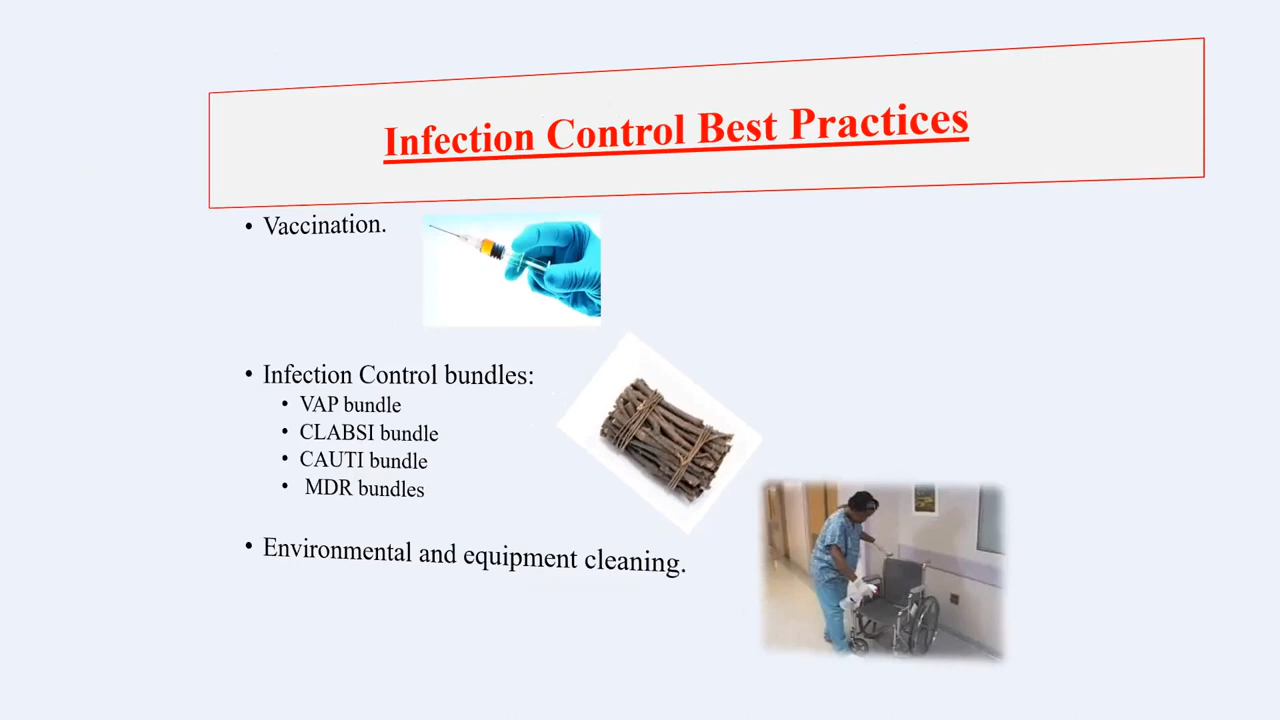 Infection Control Best Practices
• Vaccination.
• Infection Control bundles:
• VAP bundle
• CLABSI bundle
• CAUTI bundle
• MDR bundles
• Environmental and equipment cleaning.